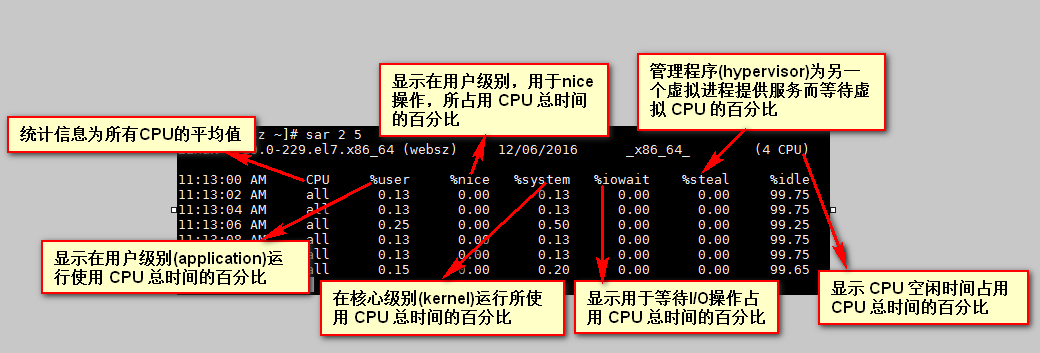 显示在用户级别，用于nice
操作，所占用 CPU 总时间
的百分比
管理程序(hypervisor)为另一
个虚拟进程提供服务而等待虚
拟 CPU 的百分比
统计信息为所有CPU的平均值
z ~]# sar 2 5
.0-229.el7.x86_64 (websz) 12/06/2016 _x86_64_ (4 CPU)
11:13:00 AM CPU %user %nice %system %iowait %steal %idle
11:13:02 AM all 0.13 0.00 0.13 0.00 0.00 99.75
11:13:04 AM all 0.13 0.00 0.13 0.00 0.00 99.75
11:13:06 AM all 0.25 0.00 0.50 0.00 0.00 99.25
11:13:08 AM all 0.13 0.00 0.13 0.00 0.00 99.75
all 0.13 0.00 0.13 0.00 0.00 99.75
all 0.15 0.00 0.20 0.00 0.00 99.65
显示在用户级别(application)运
行使用 CPU 总时间的百分比
在核心级别(kernel)运行所使
用 CPU 总时间的百分比
显示用于等待I/O操作占
用 CPU 总时间的百分比
显示 CPU 空闲时间占用
CPU 总时间的百分比